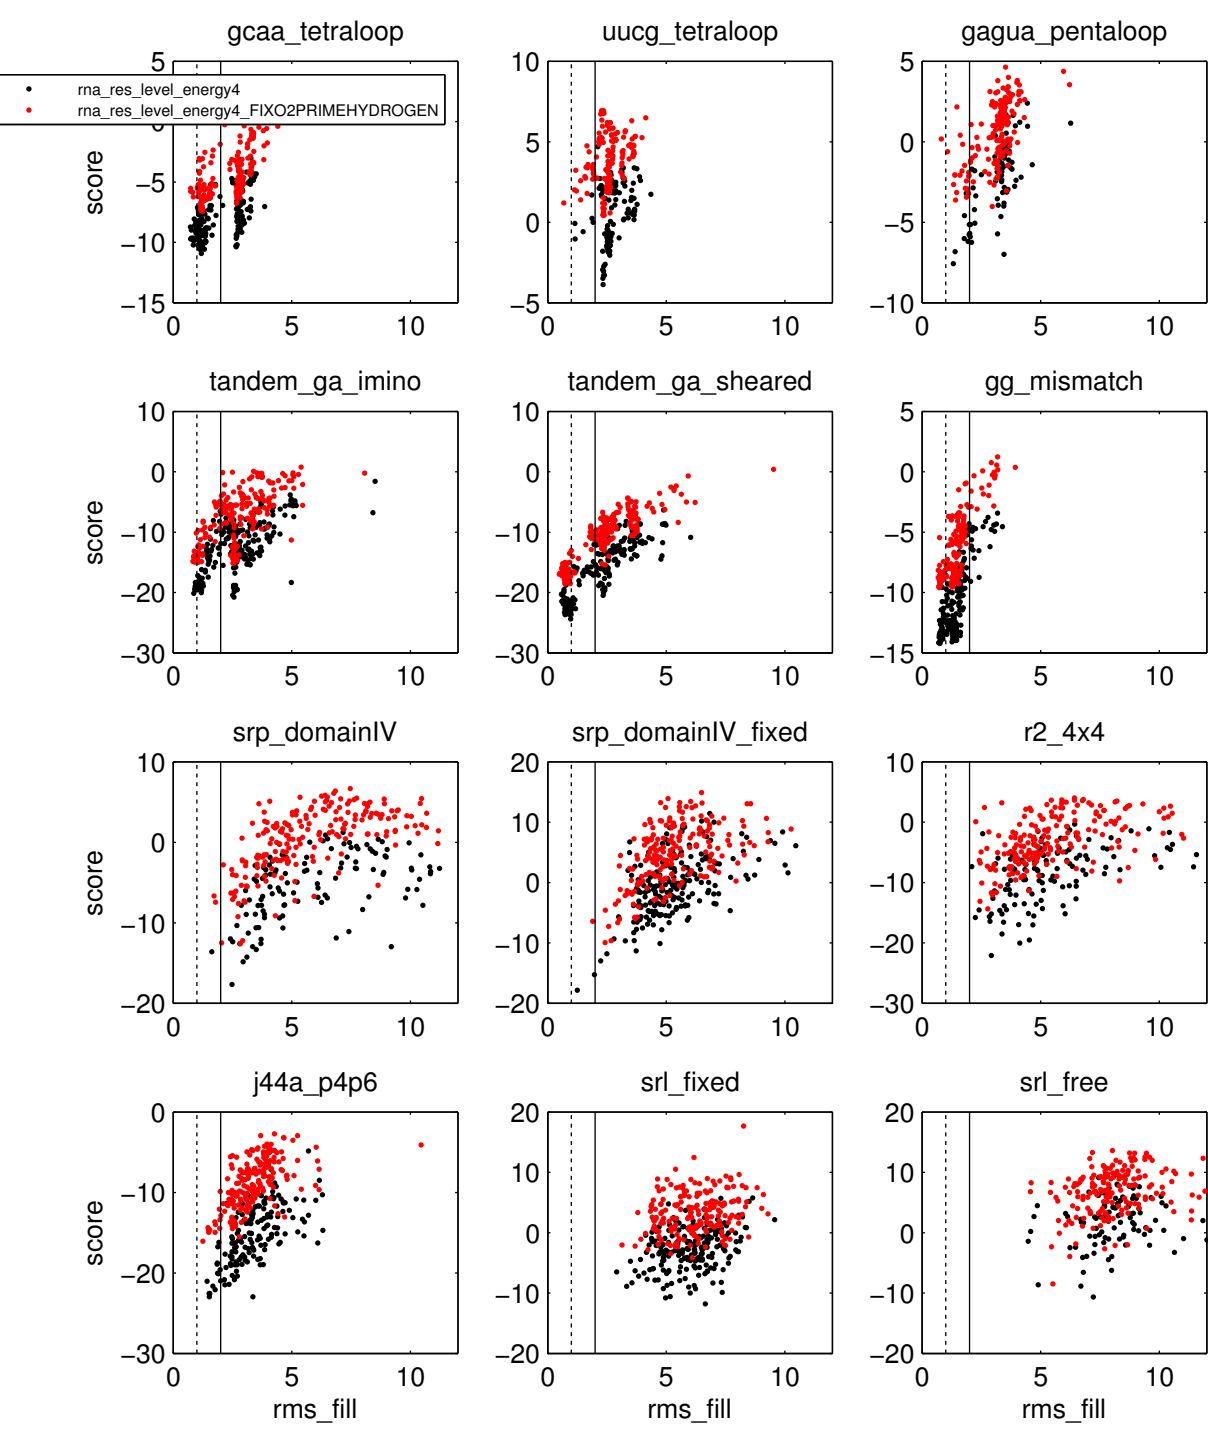 gcaa_tetraloop uucg_tetraloop gagua_pentaloop
rna_res_level_energy4
rna_res_level_energy4_FIXO2PRIMEHYDROGEN
score
5
0
−5
−10
−15
0 5 10
10
5
0
−5
0 5 10
5
0
−5
−10
0 5 10
tandem_ga_imino tandem_ga_sheared gg_mismatch
score
10
0
−10
−20
−30
0 5 10
10
0
−10
−20
−30
0 5 10
5
0
−5
−10
−15
0 5 10
srp_domainIV srp_domainIV_fixed r2_4x4
score
10
0
−10
−20
0 5 10
20
10
0
−10
−20
0 5 10
10
0
−10
−20
−30
0 5 10
j44a_p4p6 srl_fixed srl_free
score
0
−10
−20
−30
0 5 10
rms_fill
20
10
0
−10
−20
0 5 10
rms_fill
20
10
0
−10
−20
0 5 10
rms_fill